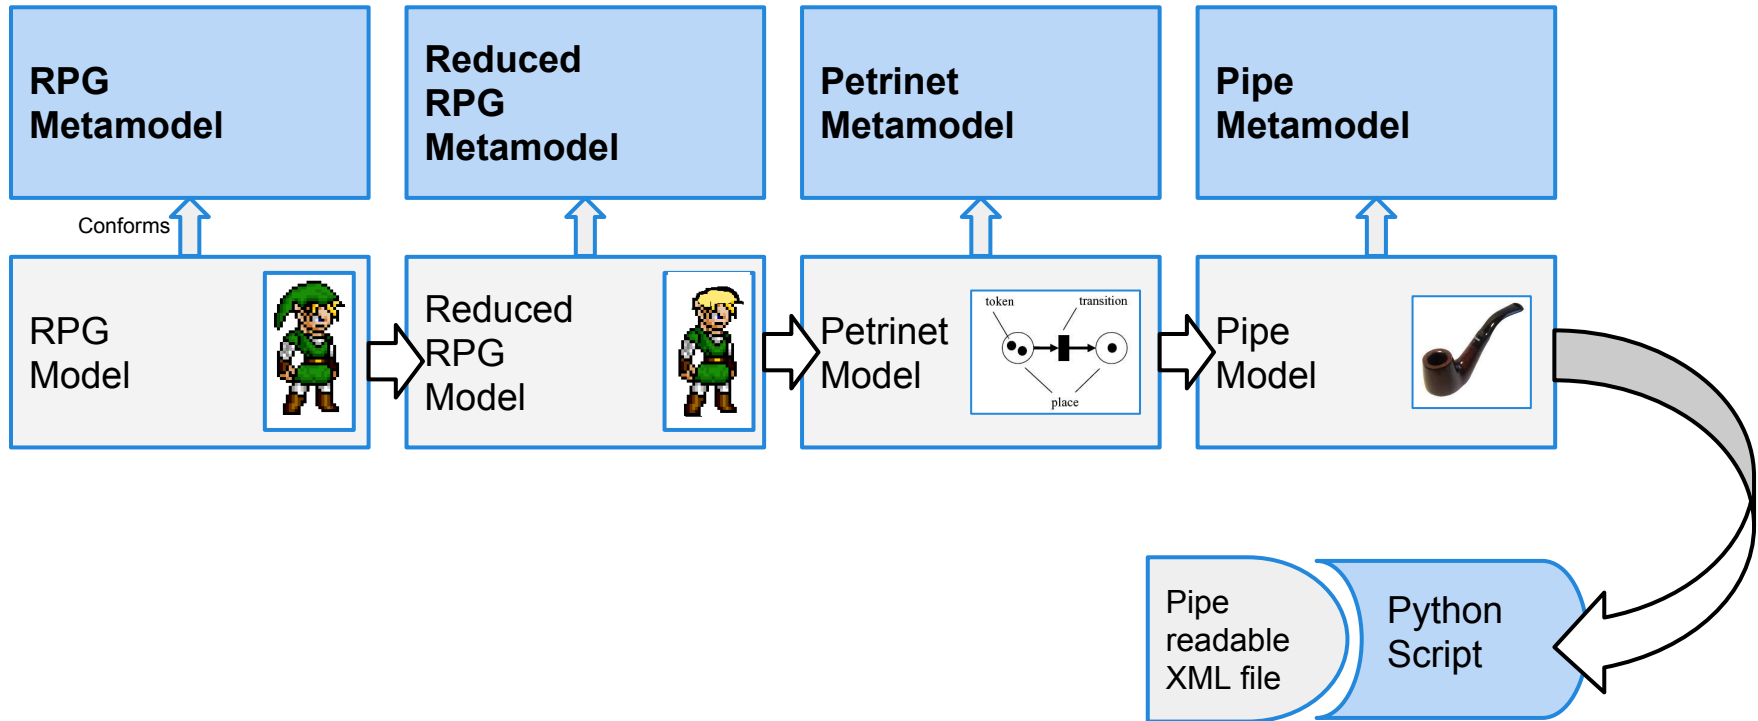 RPG
Metamodel
Reduced
RPG
Metamodel
Petrinet
Metamodel
Pipe
Metamodel
Conforms
RPG
Model
Reduced
RPG
Model
Petrinet
Model
token
transition
place
Pipe
Model
Pipe
readable
XML file
Python
Script